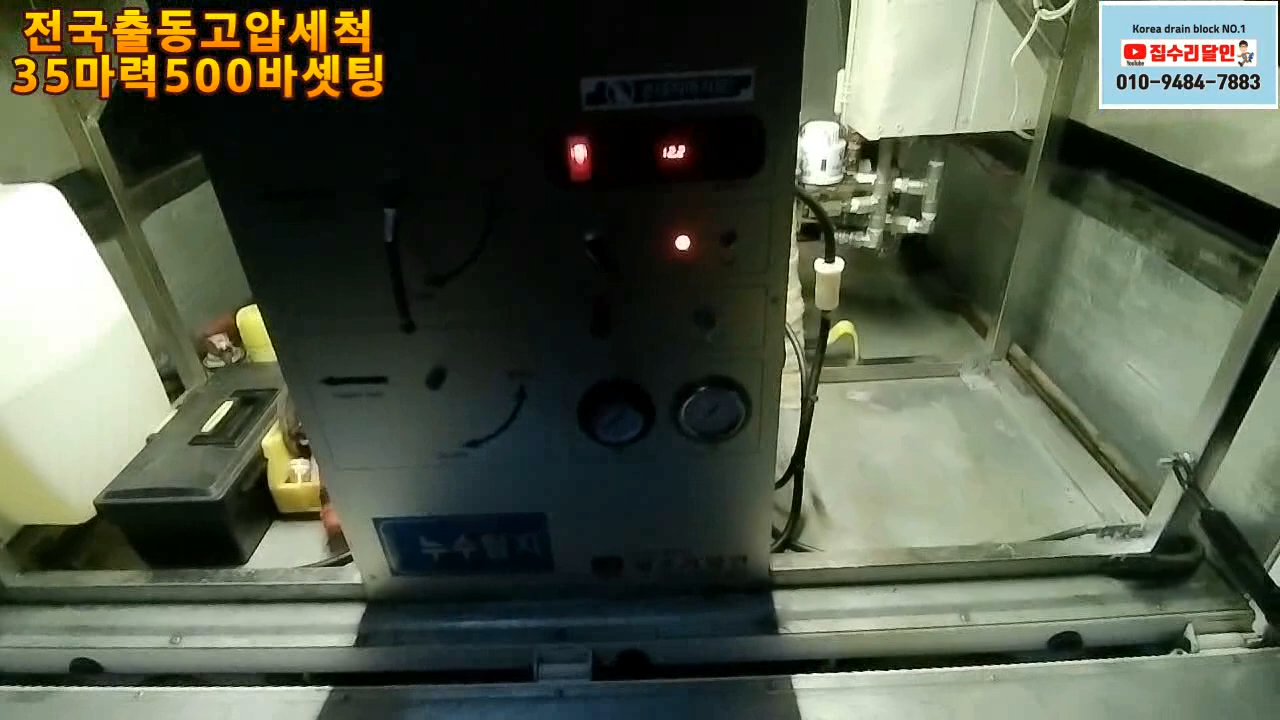 전국출동고압세척
35마력500바셋팅
Korea drain block NO.1
YouTube 집수리달인
010-9484-7883
12.2
누수탐지